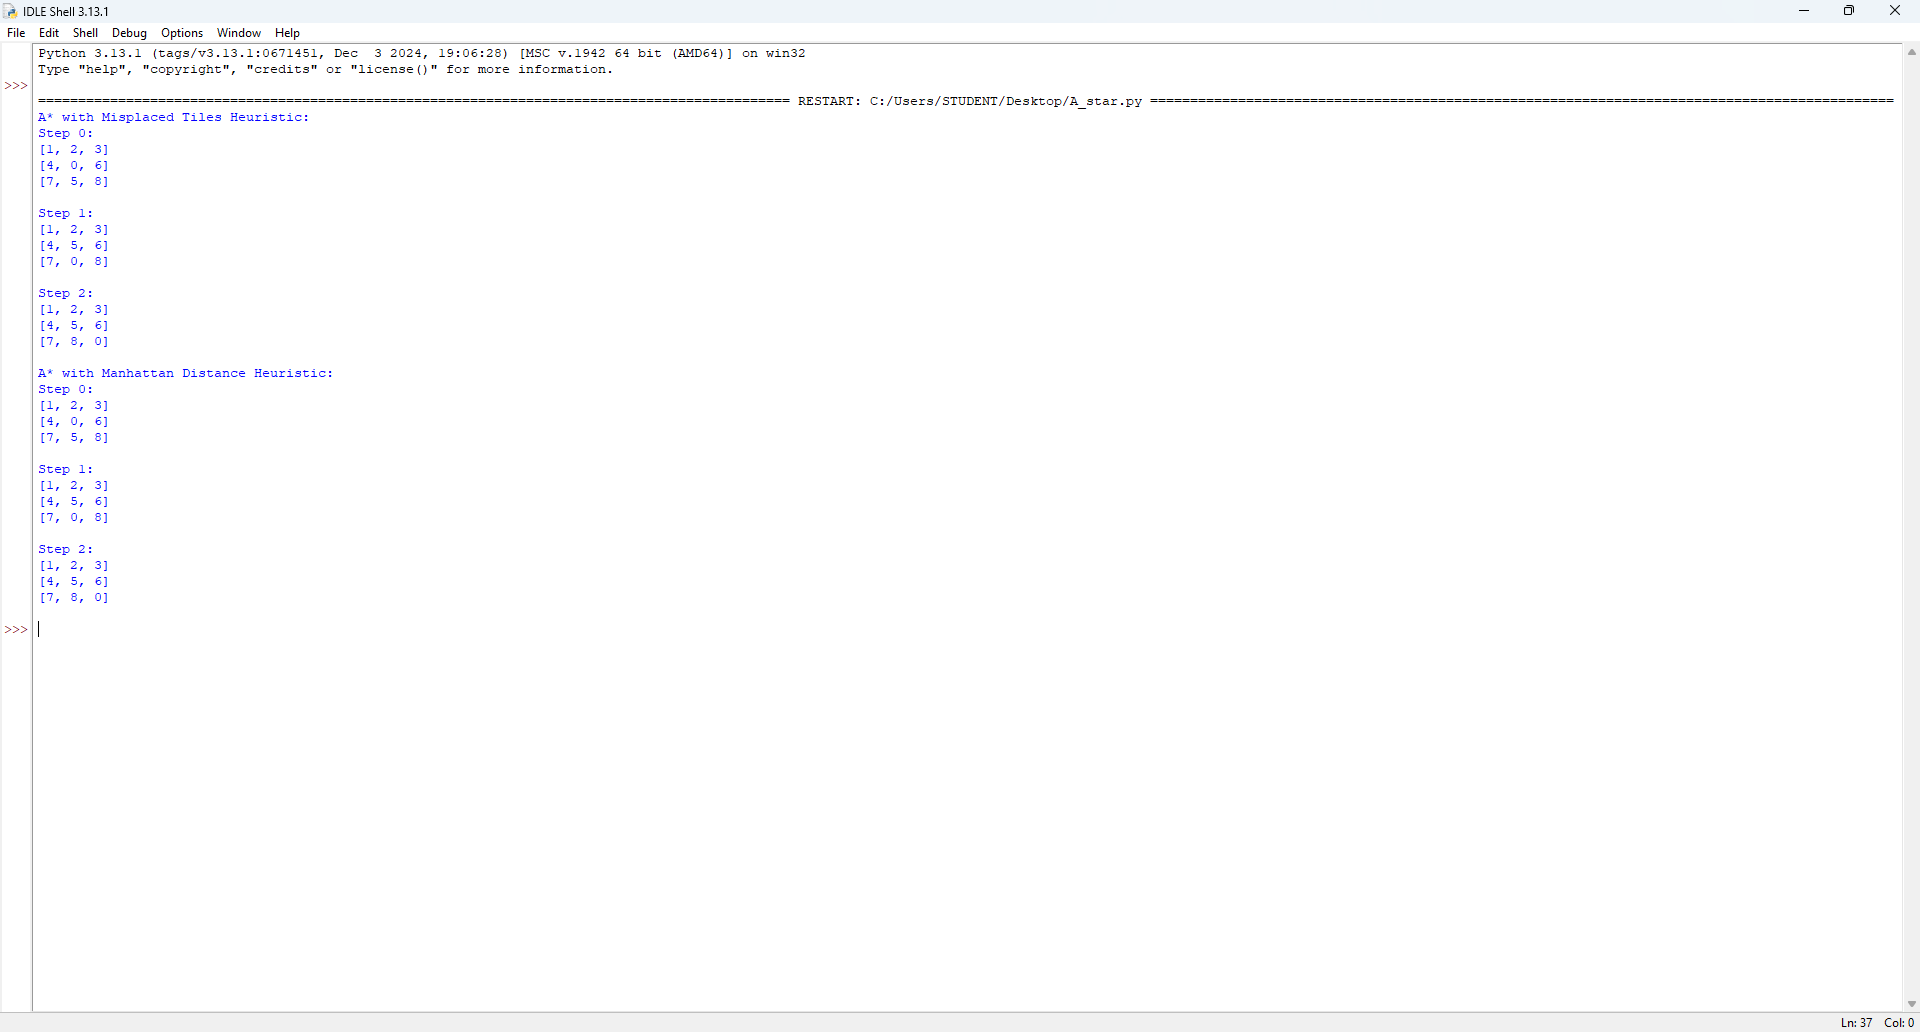 IDLE Shell 3.13.1
File Edit Shell Debug Options Window Help
Python 3.13.1 (tags/v3.13.1:0671451, Dec  3 2024, 19:06:28) [MSC v.1942 64 bit (AMD64)] on win32
Type "help", "copyright", "credits" or "license()" for more information.
>>>
============================================================================================== RESTART: C:/Users/STUDENT/Desktop/A_star.py =============================================================================================
A* with Misplaced Tiles Heuristic:
Step 0:
[1, 2, 3]
[4, 0, 6]
[7, 5, 8]
Step 1:
[1, 2, 3]
[4, 5, 6]
[7, 0, 8]
Step 2:
[1, 2, 3]
[4, 5, 6]
[7, 8, 0]
A* with Manhattan Distance Heuristic:
Step 0:
[1, 2, 3]
[4, 0, 6]
[7, 5, 8]
Step 1:
[1, 2, 3]
[4, 5, 6]
[7, 0, 8]
Step 2:
[1, 2, 3]
[4, 5, 6]
[7, 8, 0]
>>>
Ln: 37 Col: 0